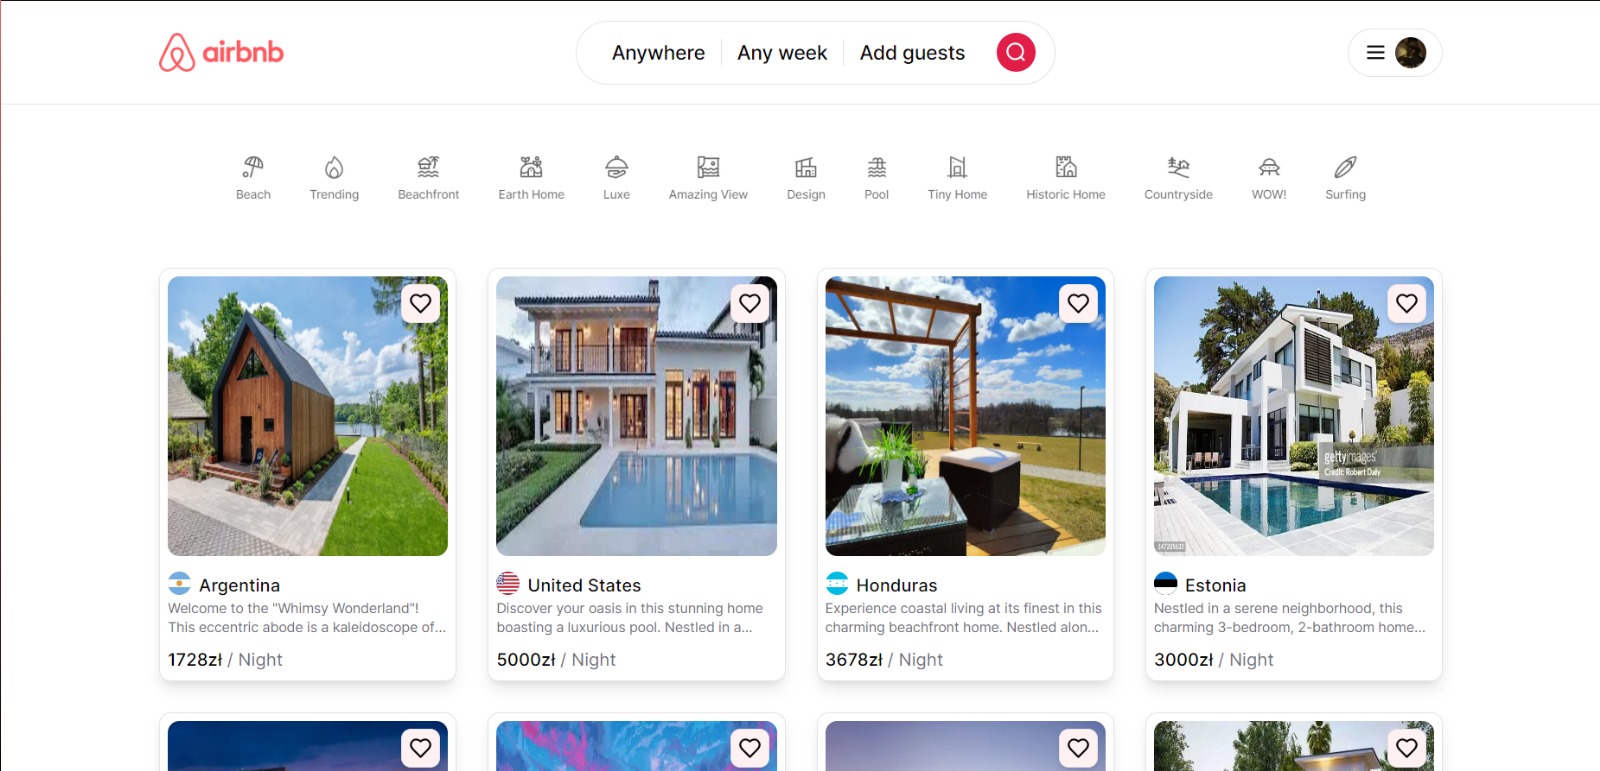 airbnb
Anywhere
Any week
Add guests
Beach
Trending
Beachfront
Earth Home
Luxe
Amazing View
Design
Pool
Tiny Home
Historic Home
Countryside
WOW!
Surfing
gettyimages®
Credit: Robert Daly
Argentina
Welcome to the "Whimsy Wonderland"!
This eccentric abode is a kaleidoscope of...
1728zł / Night
United States
Discover your oasis in this stunning home
boasting a luxurious pool. Nestled in a...
5000zł / Night
Honduras
Experience coastal living at its finest in this
charming beachfront home. Nestled alon...
3678zł / Night
Estonia
Nestled in a serene neighborhood, this
charming 3-bedroom, 2-bathroom home...
3000zł / Night